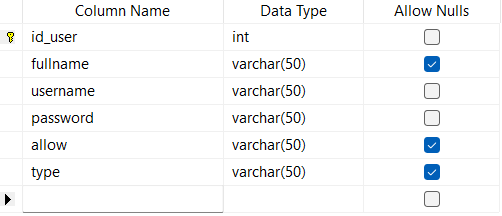 Column Name Data Type Allow Nulls
id_user int
fullname varchar(50)
username varchar(50)
password varchar(50)
allow varchar(50)
type varchar(50)